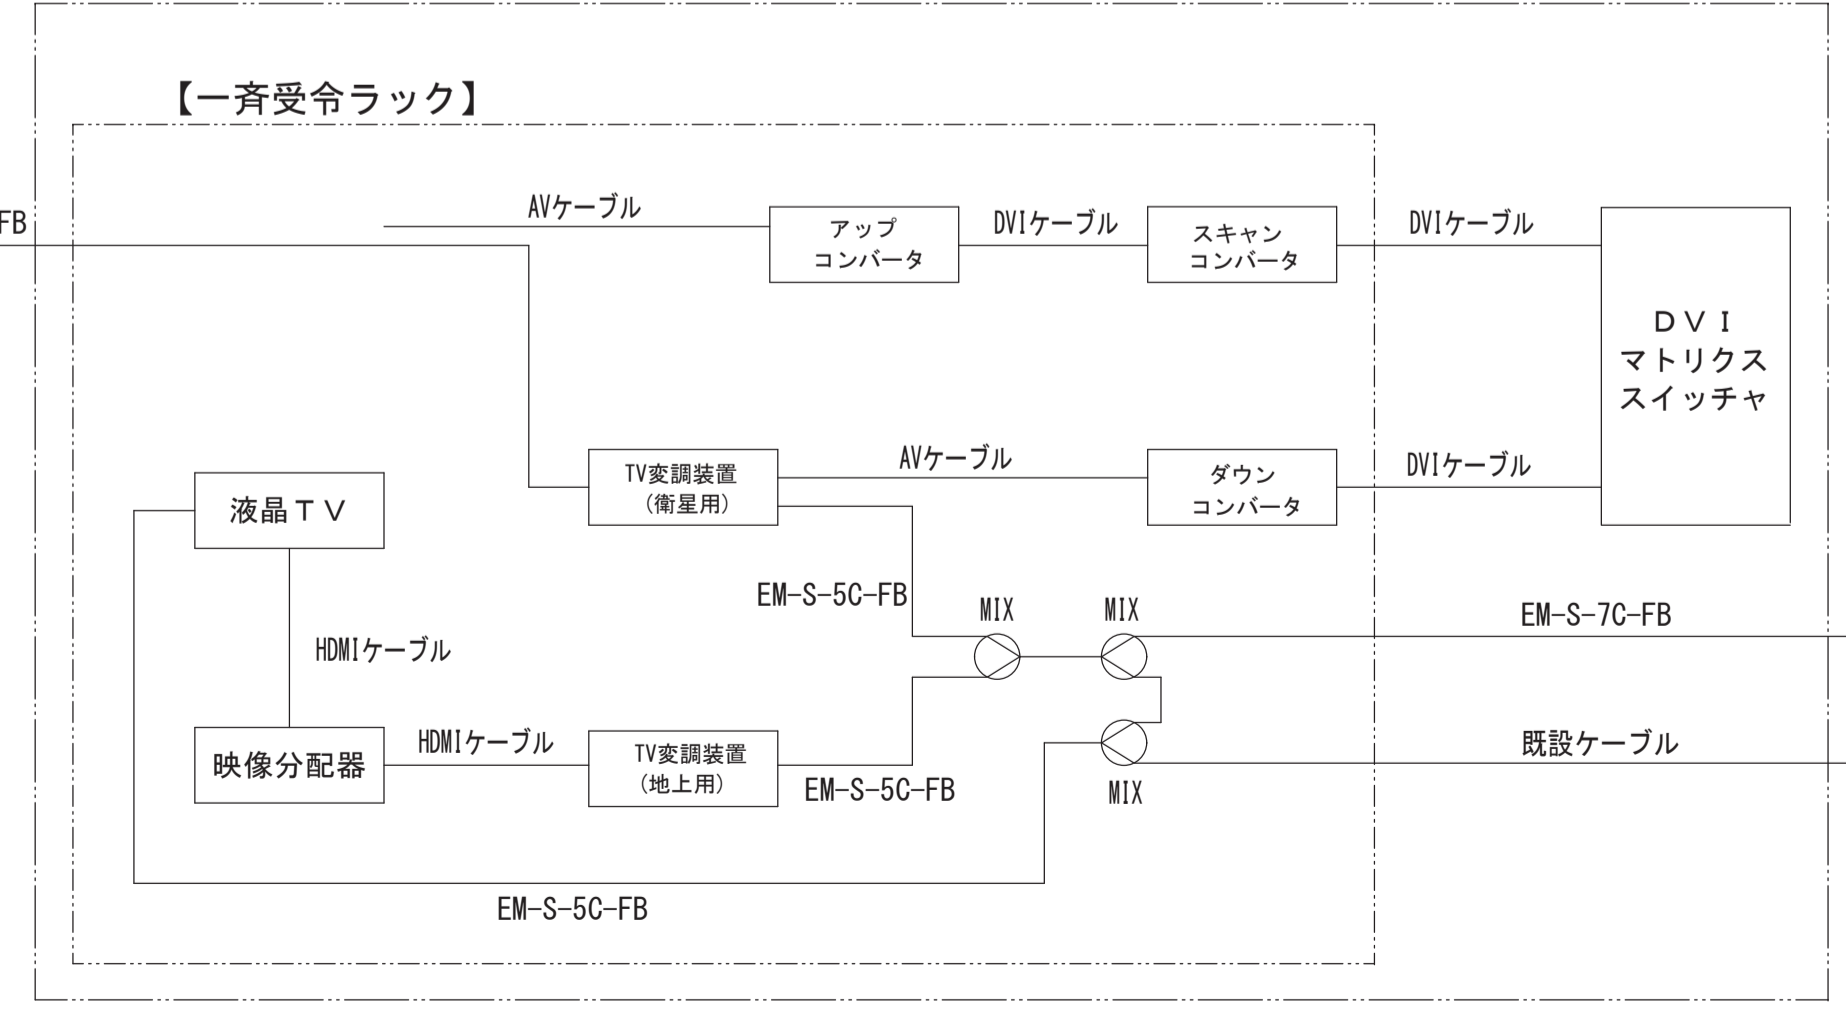 【一斉受令ラック】
FB
AVケーブル
アップ
コンバータ
DVIケーブル
スキャン
コンバータ
DVIケーブル
DVI
マトリクス
スイッチャ
液晶TV
TV変調装置
(衛星用)
AVケーブル
ダウン
コンバータ
DVIケーブル
EM-S-5C-FB
MIX
MIX
EM-S-7C-FB
HDMIケーブル
映像分配器
HDMIケーブル
TV変調装置
(地上用)
EM-S-5C-FB
MIX
既設ケーブル
EM-S-5C-FB